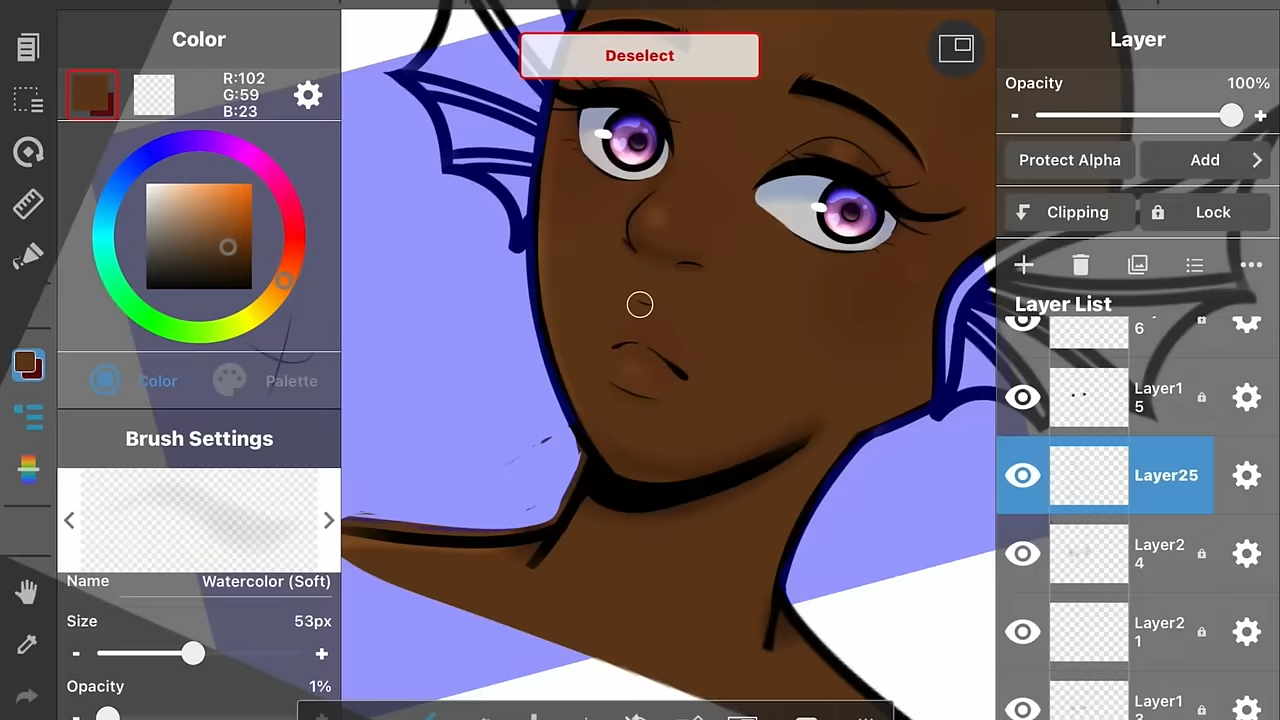 Color
R:102
G:59
B:23
Color
Palette
Brush Settings
Name
Watercolor (Soft)
Size
53px
-
+
Opacity
1%
Deselect
Layer
Opacity
100%
-
+
Protect Alpha
Add
Clipping
Lock
Layer List
6
Layer1
5
Layer25
Layer2
4
Layer2
1
Layer1